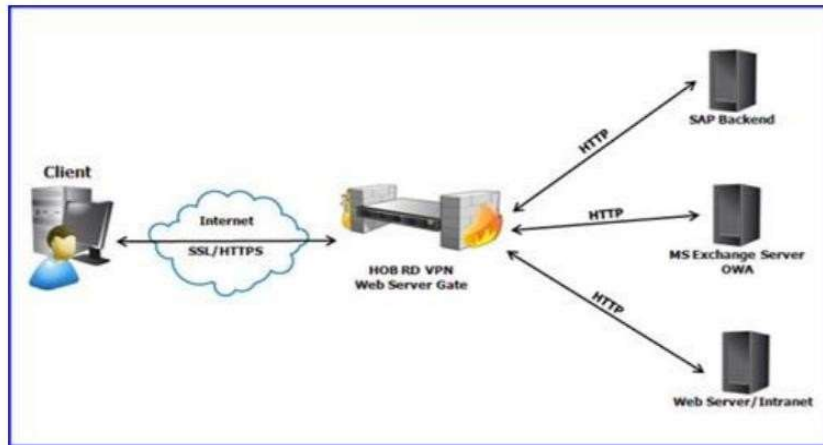 Client
Internet
SSL/HTTPS
HOB RD VPN
Web Server Gate
HTTP
SAP Backend
HTTP
MS Exchange Server
OWA
HTTP
Web Server/Intranet